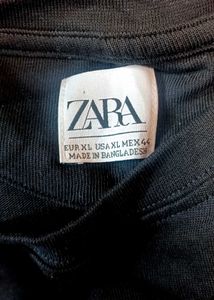 ZARA
EUR XL USA XL MEX 44
MADE IN BANGLADESH